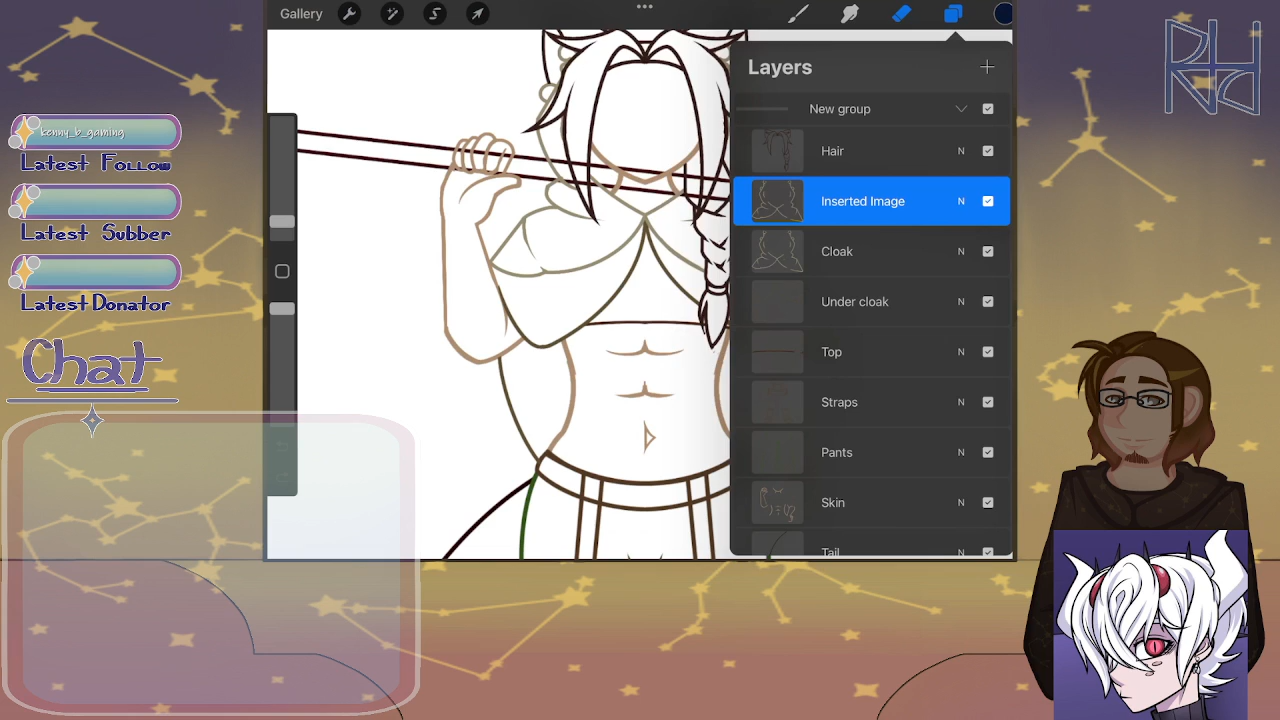 Gallery
Layers
New group
Hair N
Inserted Image N
Cloak N
Under cloak N
Top N
Straps N
Pants N
Skin N
Tail N
kenny_b_gaming
Latest Follow
Latest Subber
Latest Donator
Chat